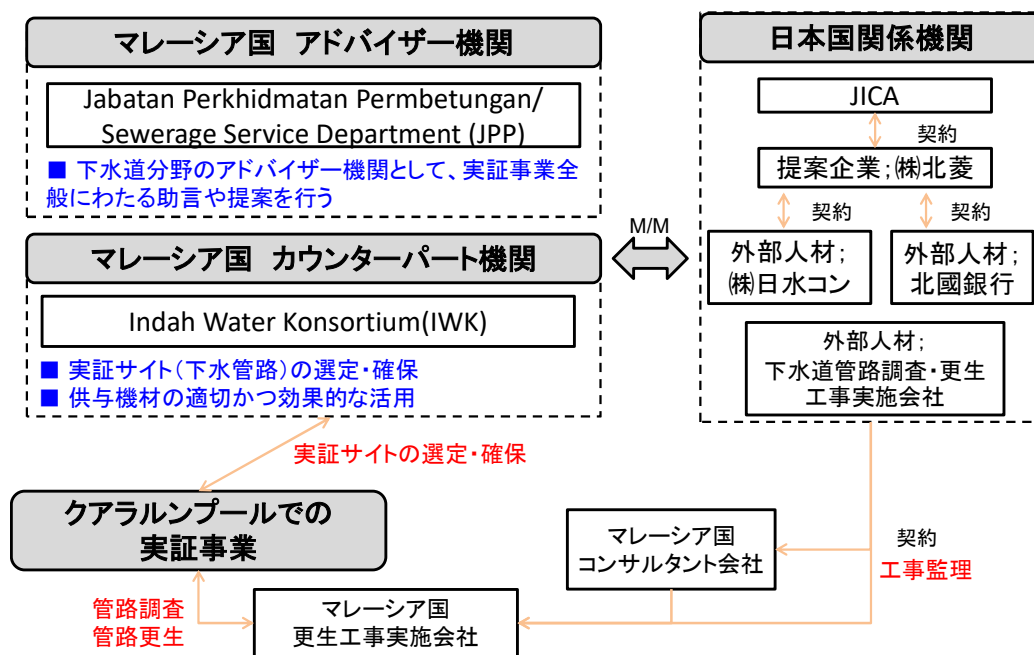 マレーシア国 アドバイザー機関
Jabatan Perkhidmatan Permbetungan/
Sewerage Service Department (JPP)
■ 下水道分野のアドバイザー機関として、実証事業全
般にわたる助言や提案を行う
マレーシア国 カウンターパート機関
Indah Water Konsortium(IWK)
■ 実証サイト(下水管路)の選定・確保
■ 供与機材の適切かつ効果的な活用
M/M
日本国関係機関
JICA
契約
提案企業;㈱北菱
契約
契約
外部人材;
㈱日水コン
外部人材;
北國銀行
外部人材;
下水道管路調査・更生
工事実施会社
実証サイトの選定・確保
クアラルンプールでの
実証事業
マレーシア国
コンサルタント会社
契約
工事監理
管路調査
管路更生
マレーシア国
更生工事実施会社